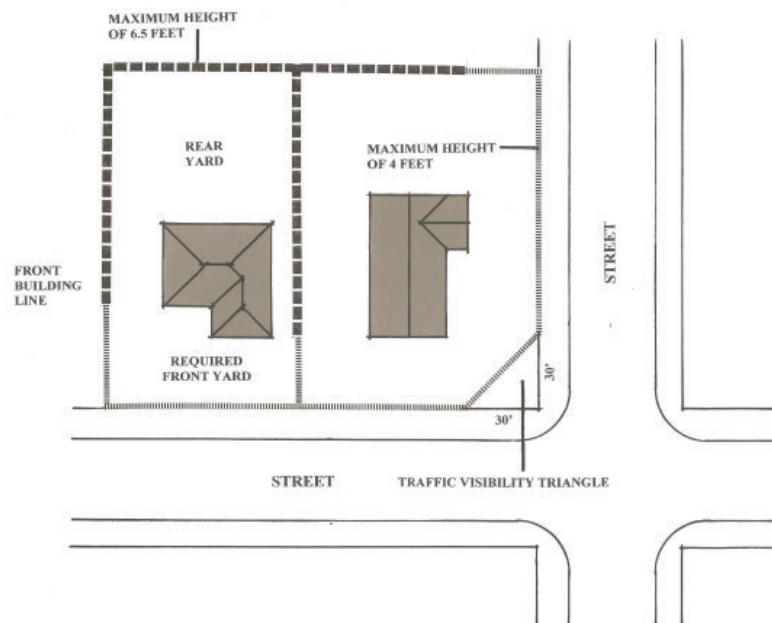 MAXIMUM HEIGHT
OF 6.5 FEET
REAR
YARD
MAXIMUM HEIGHT
OF 4 FEET
STREET
FRONT
BUILDING
LINE
REQUIRED
FRONT YARD
30'
30'
STREET
TRAFFIC VISIBILITY TRIANGLE